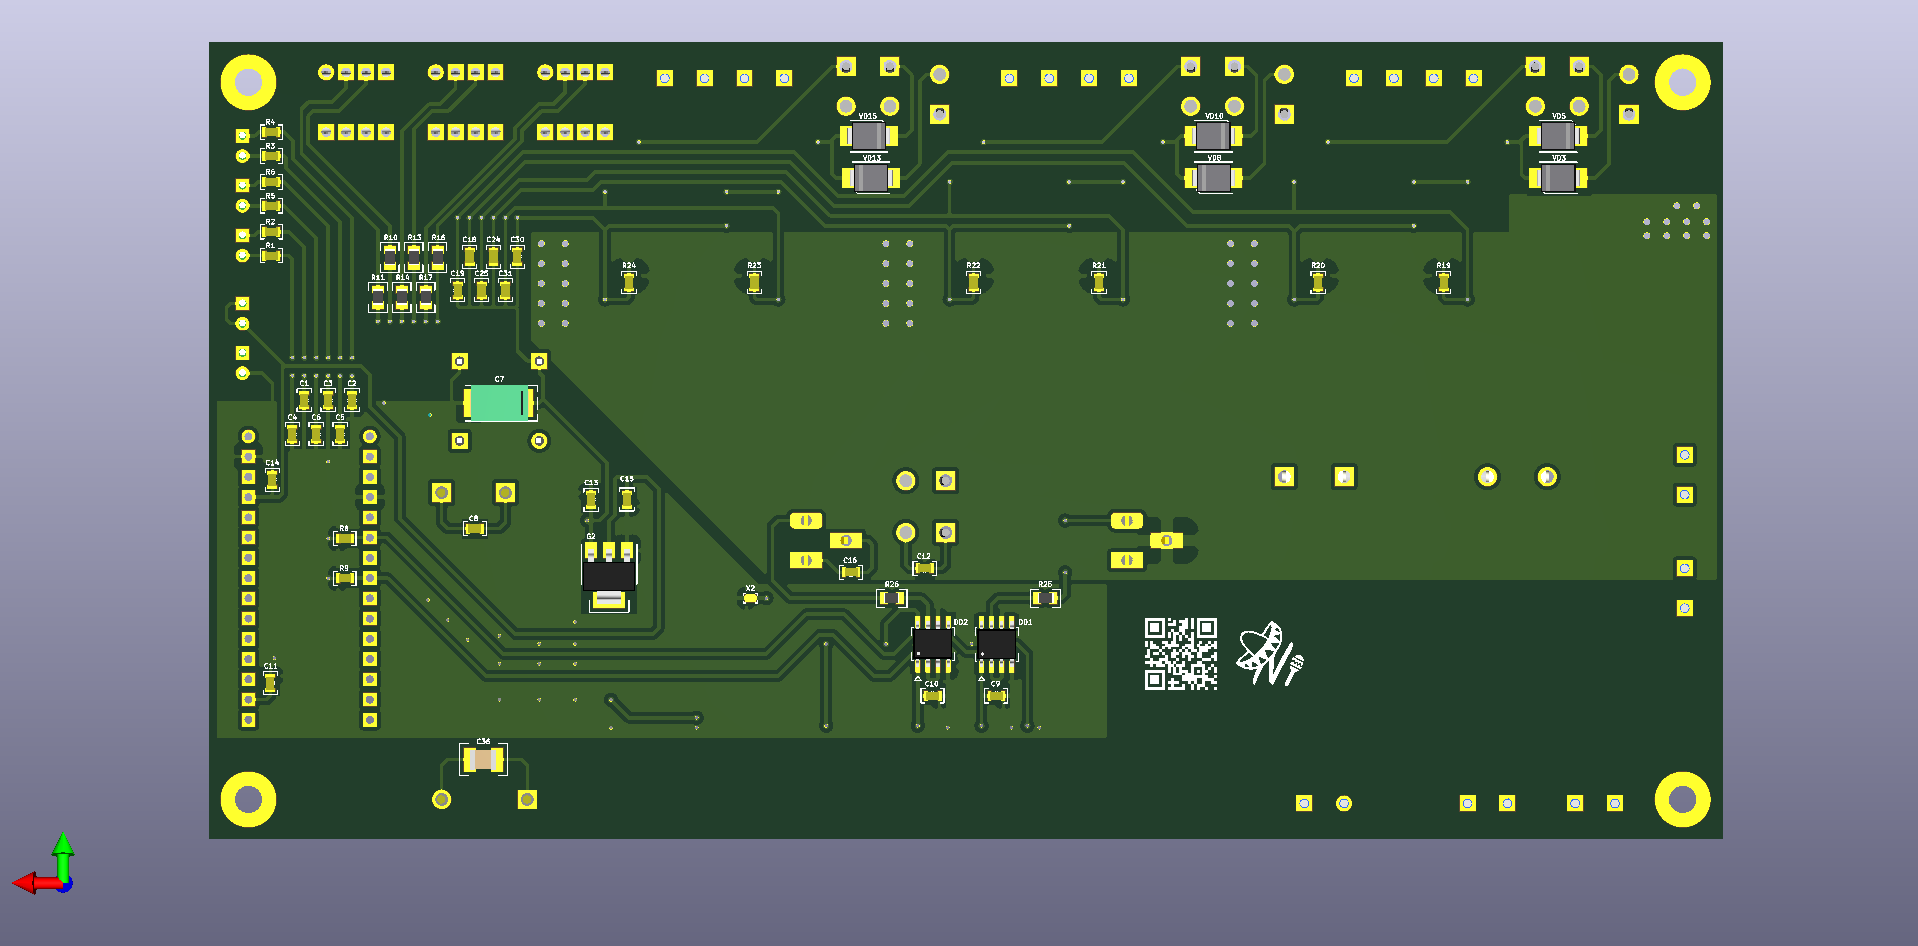 R4
R3
R6
R5
R2
R1
VD15
VD13
VD10
VD8
VD5
VD3
R10 R13 R16 C18 C24 C30
R11 R14 R17 C19 C25 C31
R24 R23 R22 R21 R20 R19
C7
C1 C3 C2
C4 C6 C5
C14
C13 C15
C8
R8
G2
R9
C16 C12
X2
R26 R25
DD2 DD1
C11
C10 C9
C36